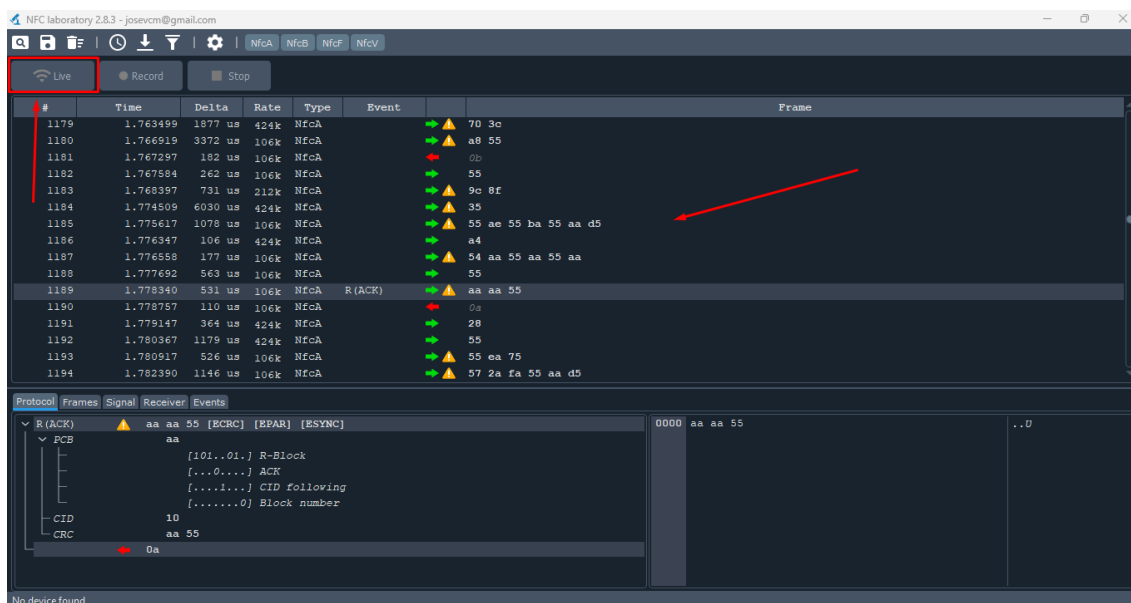 NFC laboratory 2.8.3 - josevcm@gmail.com
NfcA NfcB NfcF NfcV
Live Record Stop
# Time Delta Rate Type Event Frame
1179 1.763499 1877 us 424k NfcA 70 3c
1180 1.766919 3372 us 106k NfcA a8 55
1181 1.767297 182 us 106k NfcA 0b
1182 1.767584 262 us 106k NfcA 55
1183 1.768397 731 us 212k NfcA 9c 8f
1184 1.774509 6030 us 424k NfcA 35
1185 1.775617 1078 us 106k NfcA 55 ae 55 ba 55 aa d5
1186 1.776347 106 us 424k NfcA a4
1187 1.776558 177 us 106k NfcA 54 aa 55 aa 55 aa
1188 1.777692 563 us 106k NfcA 55
1189 1.778340 531 us 106k NfcA R(ACK) aa aa 55
1190 1.778757 110 us 106k NfcA 0a
1191 1.779147 364 us 424k NfcA 28
1192 1.780367 1179 us 424k NfcA 55
1193 1.780917 526 us 106k NfcA 55 ea 75
1194 1.782390 1146 us 106k NfcA 57 2a fa 55 aa d5
Protocol Frames Signal Receiver Events
R(ACK) aa aa 55 [ECRC] [EPAR] [ESYNC]
PCB aa
[101..01.] R-Block
[...0....] ACK
[....1...] CID following
[.......0] Block number
CID 10
CRC aa 55
0a
0000 aa aa 55 ..U
No device found